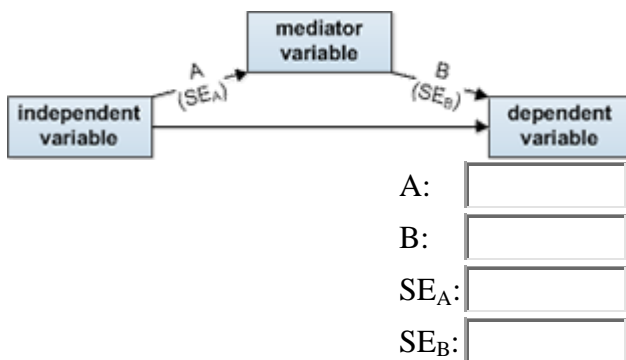 mediator
variable
A
(SEA)
B
(SEB)
independent
variable
dependent
variable
A:
B:
SEA:
SEB: